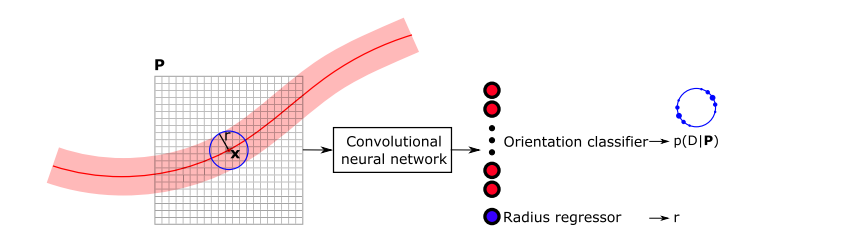 P
r
x
Convolutional
neural network
Orientation classifier
p(D|P)
Radius regressor
r